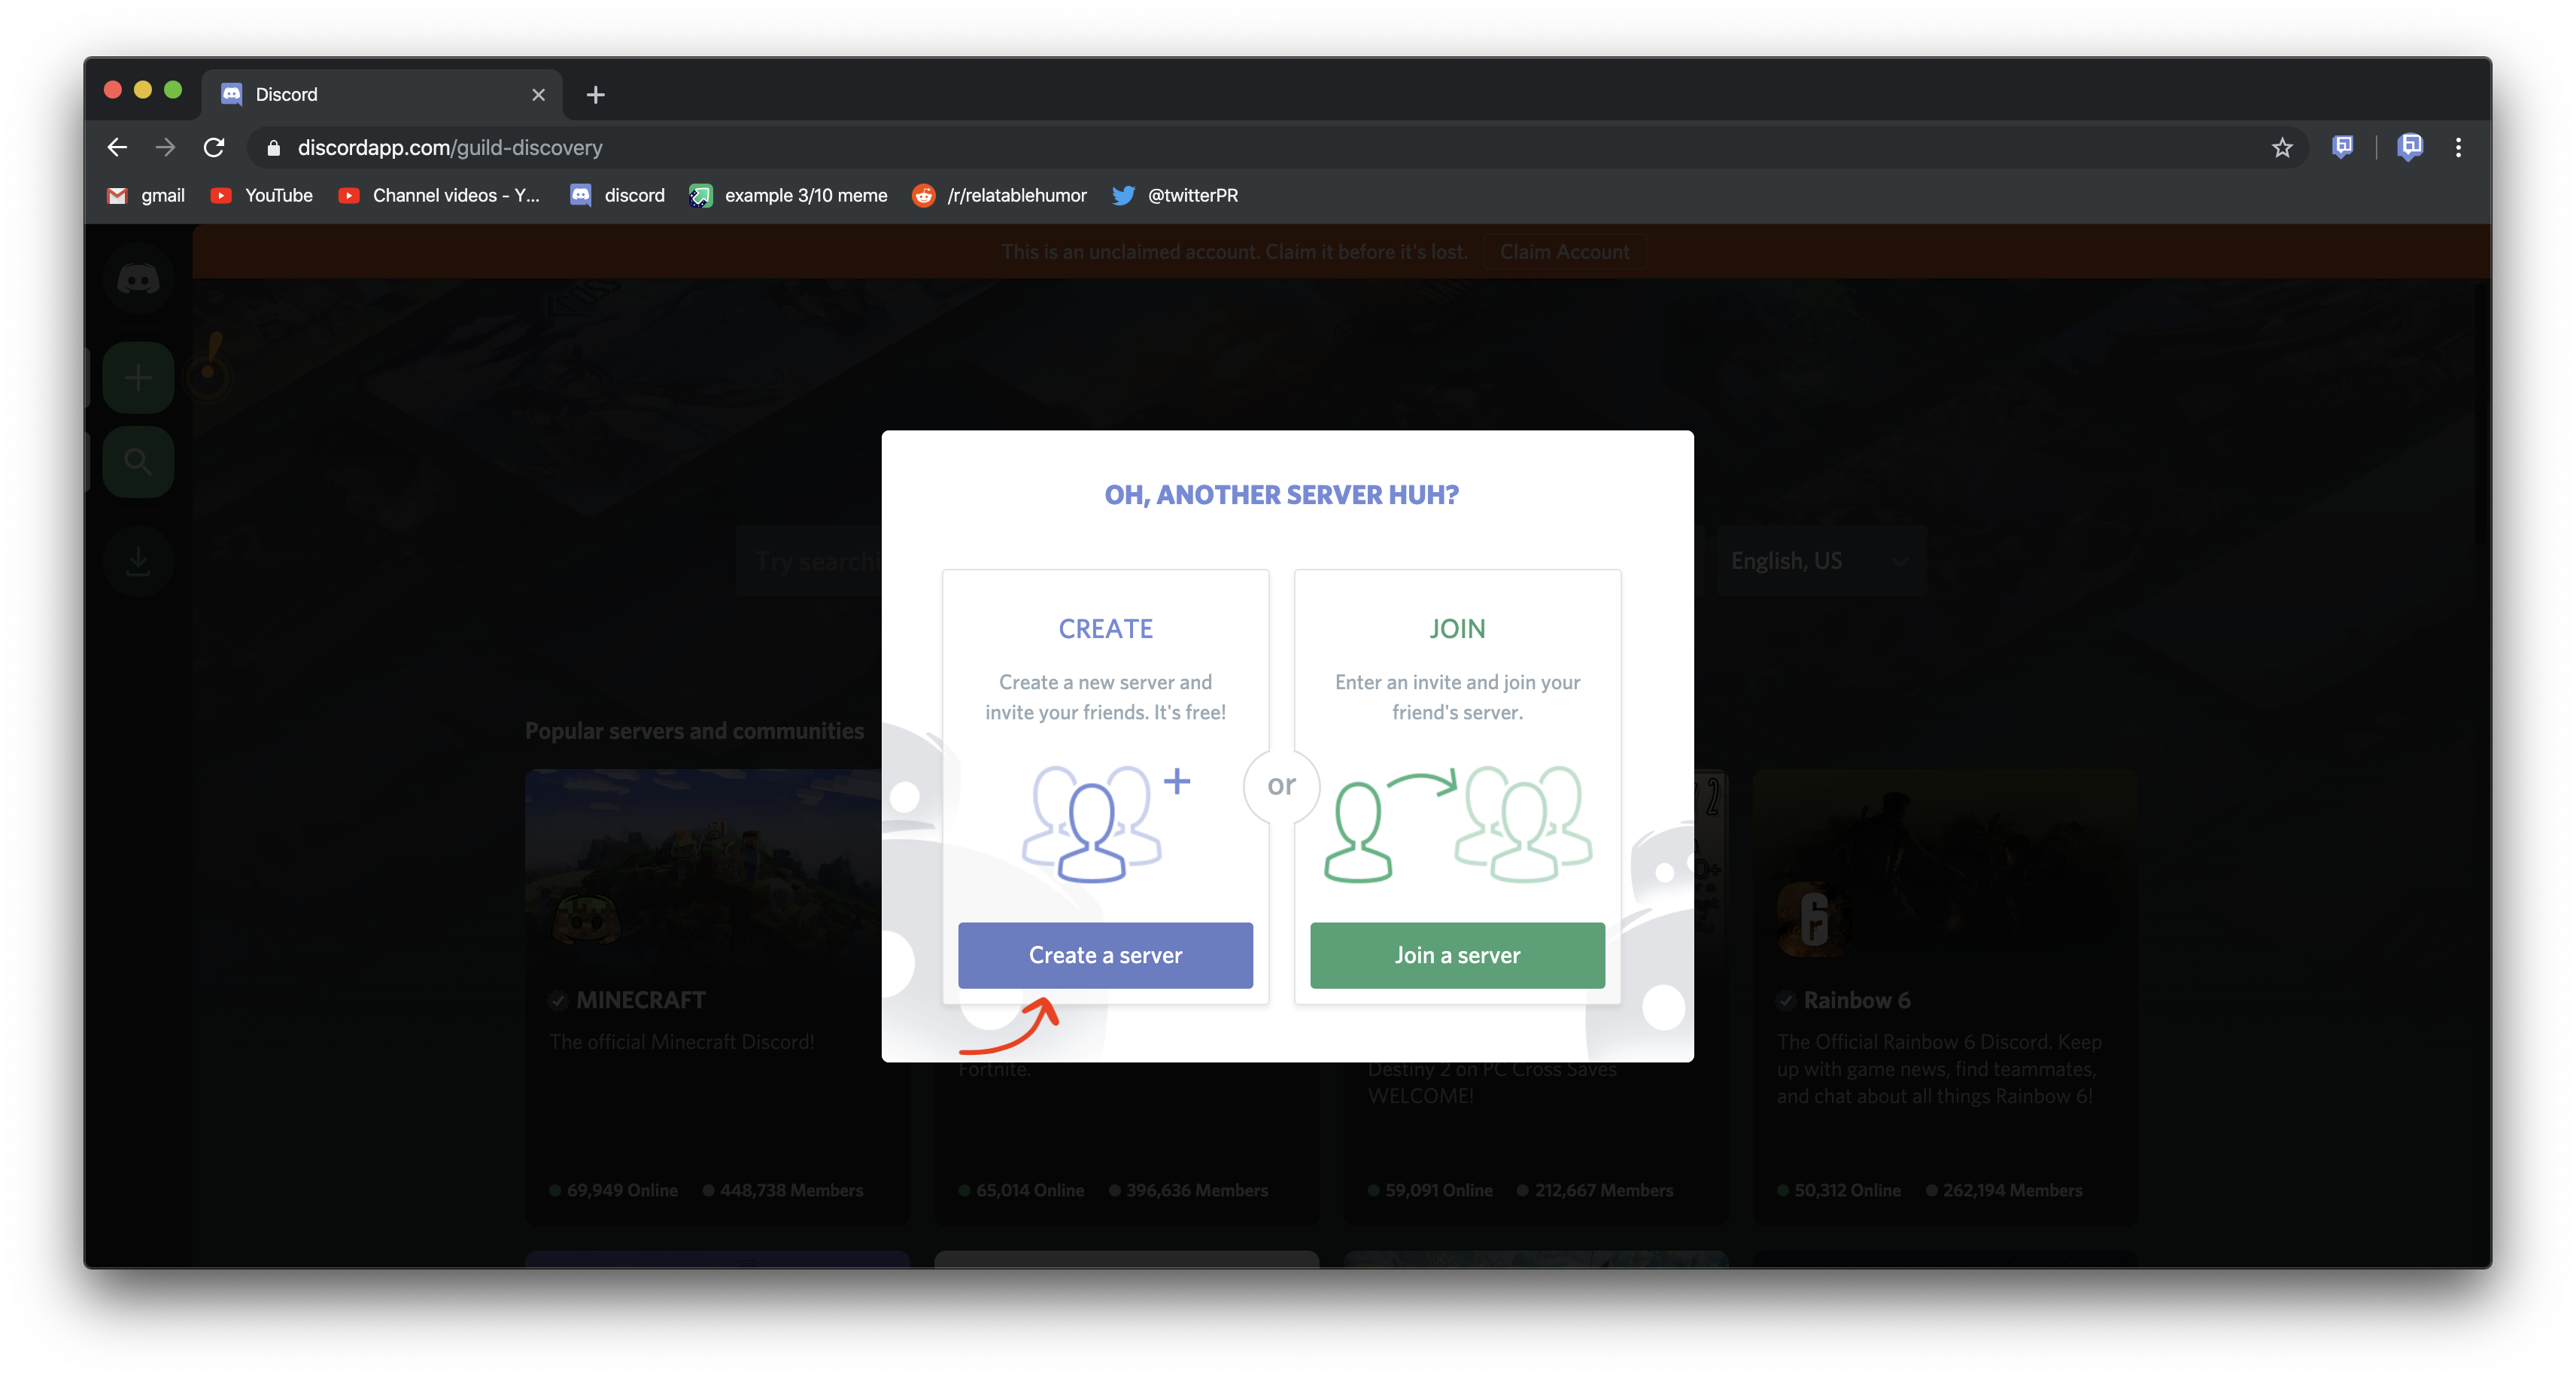 Discord
discordapp.com/guild-discovery
gmail
YouTube
Channel videos - Y...
discord
example 3/10 meme
/r/relatablehumor
@twitterPR
This is an unclaimed account. Claim it before it's lost.
Claim Account
OH, ANOTHER SERVER HUH?
Try searchi
English, US
CREATE
Create a new server and
invite your friends. It's free!
Create a server
or
JOIN
Enter an invite and join your
friend's server.
Join a server
Popular servers and communities
MINECRAFT
The official Minecraft Discord!
69,949 Online
448,738 Members
Fortnite.
65,014 Online
396,636 Members
Destiny 2 on PC Cross Saves
WELCOME!
59,091 Online
212,667 Members
Rainbow 6
The Official Rainbow 6 Discord. Keep
up with game news, find teammates,
and chat about all things Rainbow 6!
50,312 Online
262,194 Members